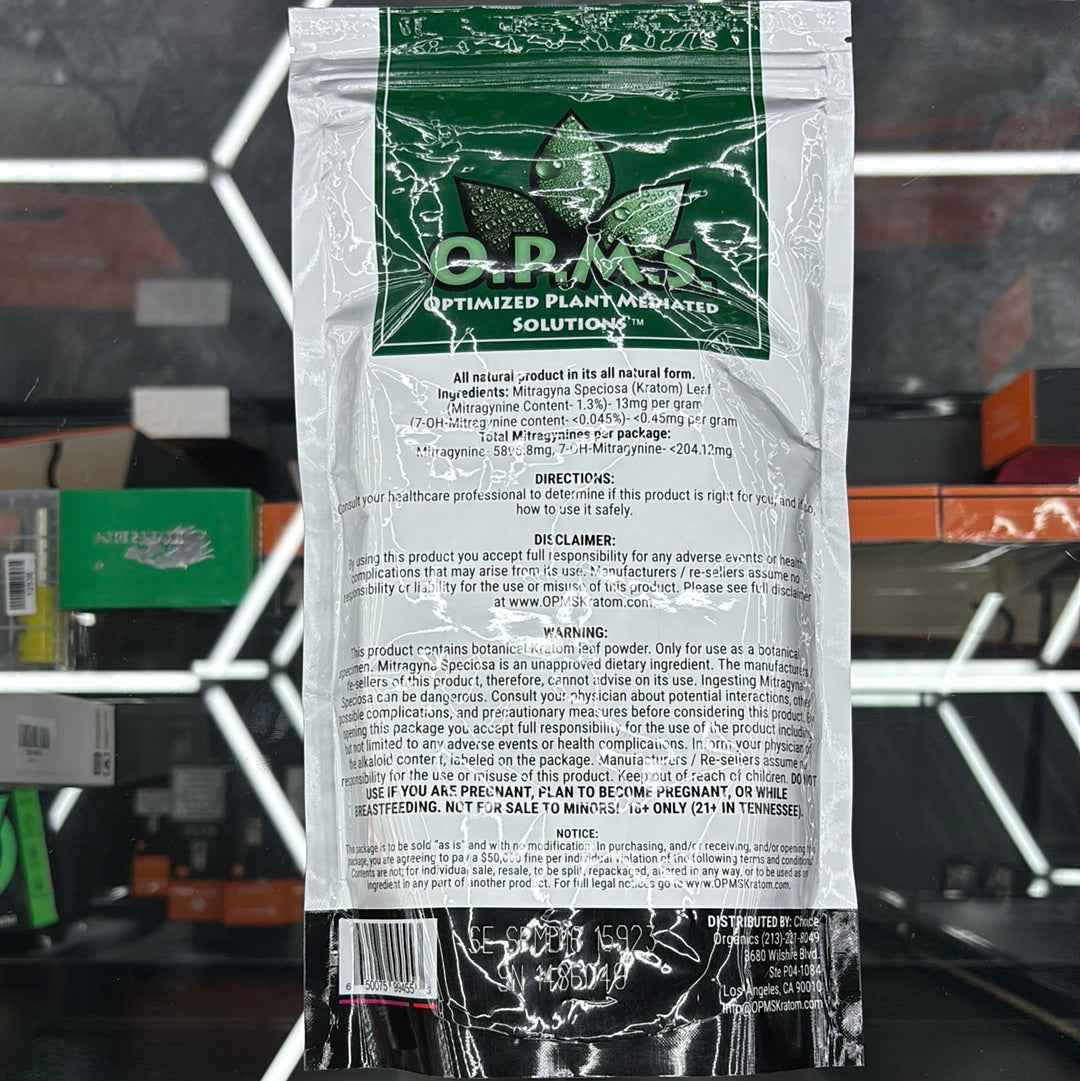 O.P.M.S.
OPTIMIZED PLANT MEDIATED
SOLUTIONS™
All natural product in its all natural form.
Ingredients: Mitragyna Speciosa (Kratom) Leaf
(Mitragynine Content- 1.3%)- 13mg per gram
(7-OH-Mitragynine content- <0.045%)- <0.45mg per gram
Total Mitragynines per package:
Mitragynine- 5896.8mg, 7-OH-Mitragynine- <204.12mg
DIRECTIONS:
Consult your healthcare professional to determine if this product is right for you, and if so,
how to use it safely.
DISCLAIMER:
By using this product you accept full responsibility for any adverse events or health
complications that may arise from its use. Manufacturers / re-sellers assume no
responsibility or liability for the use or misuse of this product. Please see full disclaimer
at www.OPMSKratom.com.
WARNING:
This product contains botanical Kratom leaf powder. Only for use as a botanical
specimen. Mitragyna Speciosa is an unapproved dietary ingredient. The manufacturers /
re-sellers of this product, therefore, cannot advise on its use. Ingesting Mitragyna
Speciosa can be dangerous. Consult your physician about potential interactions, other
possible complications, and precautionary measures before considering this product. By
opening this package you accept full responsibility for the use of the product including
but not limited to any adverse events or health complications. Inform your physician of
the alkaloid content, labeled on the package. Manufacturers / Re-sellers assume no
responsibility for the use or misuse of this product. Keep out of reach of children. DO NOT
USE IF YOU ARE PREGNANT, PLAN TO BECOME PREGNANT, OR WHILE
BREASTFEEDING. NOT FOR SALE TO MINORS! 18+ ONLY (21+ IN TENNESSEE).
NOTICE:
The package is to be sold "as is" and with no modification. In purchasing, and/or receiving, and/or opening this
package, you are agreeing to pay a $50,000 fine per individual violation of the following terms and conditions:
Contents are not; for individual sale, resale, to be split, repackaged, altered in any way, or to be used as an
ingredient in any part of another product. For full legal notices go to www.OPMSKratom.com.
DISTRIBUTED BY: Choice
Organics (213)-221-8049
3680 Wilshire Blvd.
Ste P04-1084
Los Angeles, CA 90010
Info@OPMSKratom.com
6 50075 99455 3